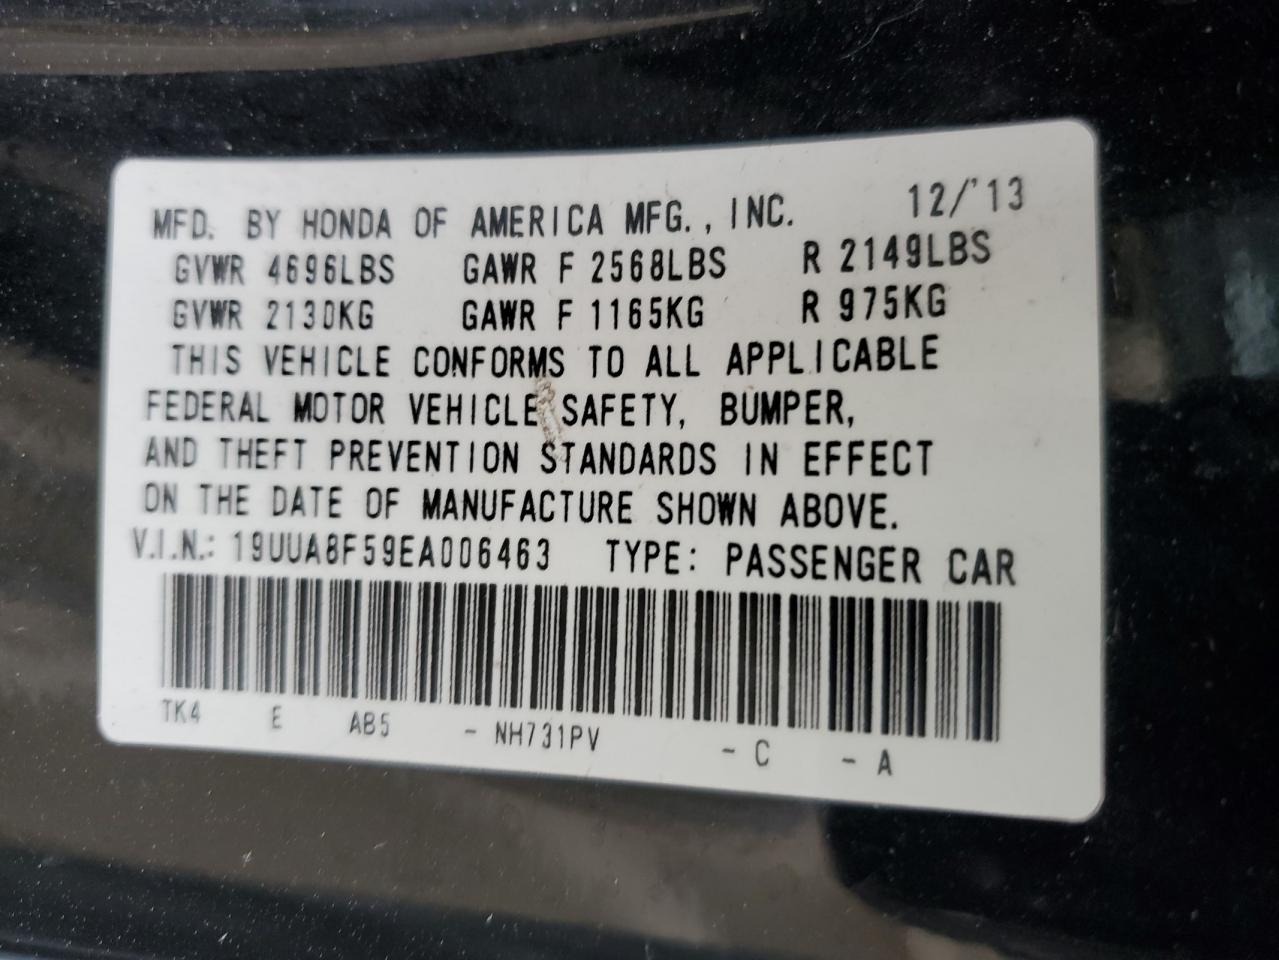 MFD. BY HONDA OF AMERICA MFG., INC. 12/'13
GVWR 4696LBS GAWR F 2568LBS R 2149LBS
GVWR 2130KG GAWR F 1165KG R 975KG
THIS VEHICLE CONFORMS TO ALL APPLICABLE
FEDERAL MOTOR VEHICLE SAFETY, BUMPER,
AND THEFT PREVENTION STANDARDS IN EFFECT
ON THE DATE OF MANUFACTURE SHOWN ABOVE.
V.I.N.: 19UUA8F59EA006463 TYPE: PASSENGER CAR
TK4 E AB5 - NH731PV - C - A